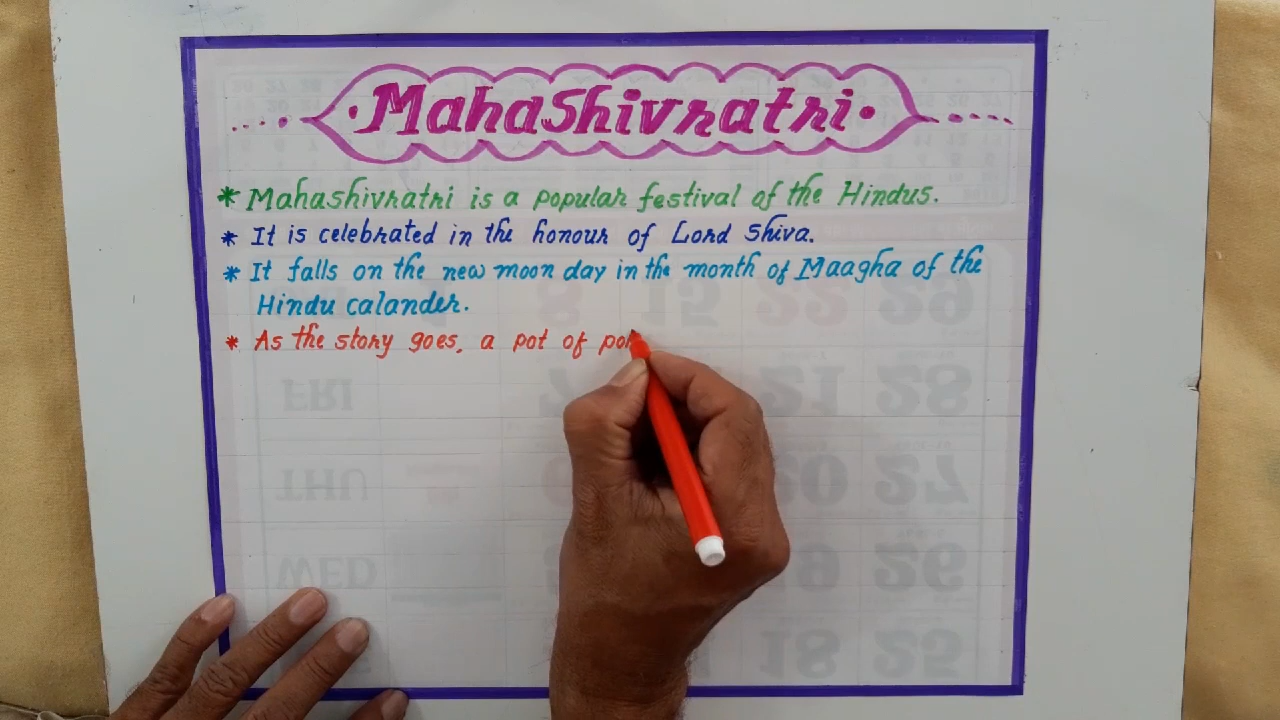 Mahashivratri
* Mahashivratri is a popular festival of the Hindus.
* It is celebrated in the honour of Lord Shiva.
* It falls on the new moon day in the month of Maagha of the
Hindu calander.
* As the story goes, a pot of poi